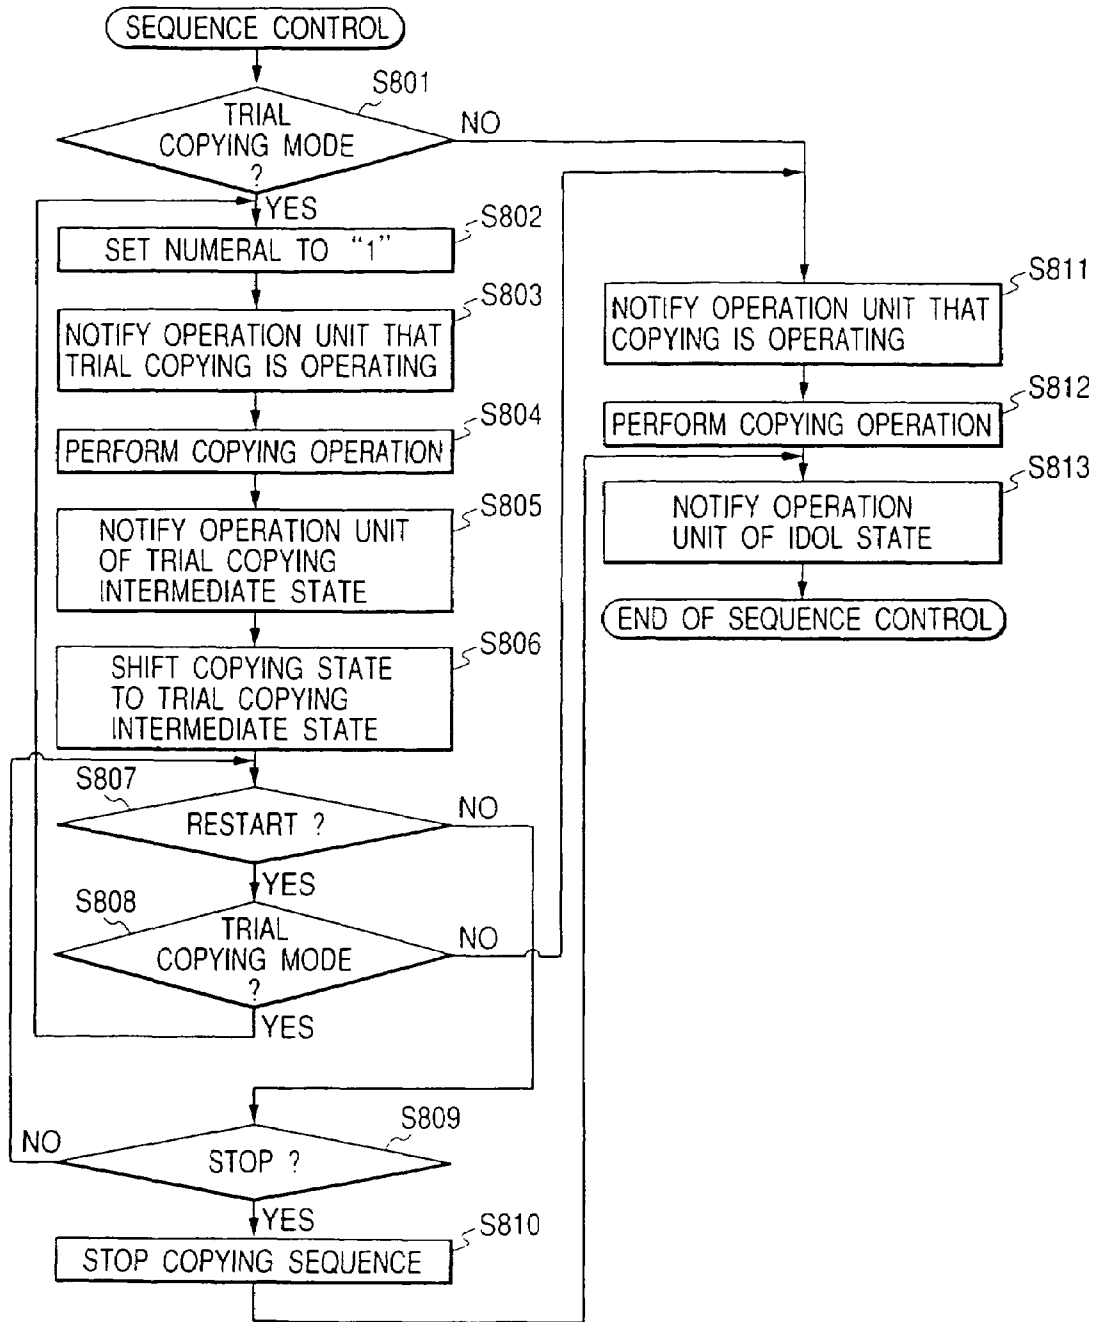 SEQUENCE CONTROL
S801
TRIAL
COPYING MODE
?
NO
YES
S802
SET NUMERAL TO “1”
S803
NOTIFY OPERATION UNIT THAT
TRIAL COPYING IS OPERATING
S804
PERFORM COPYING OPERATION
S805
NOTIFY OPERATION UNIT
OF TRIAL COPYING
INTERMEDIATE STATE
S806
SHIFT COPYING STATE
TO TRIAL COPYING
INTERMEDIATE STATE
S807
RESTART ?
NO
YES
S808
TRIAL
COPYING MODE
?
NO
YES
S809
STOP ?
NO
YES
S810
STOP COPYING SEQUENCE
S811
NOTIFY OPERATION UNIT THAT
COPYING IS OPERATING
S812
PERFORM COPYING OPERATION
S813
NOTIFY OPERATION
UNIT OF IDOL STATE
END OF SEQUENCE CONTROL